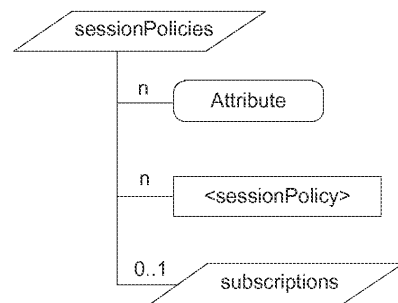 sessionPolicies
n
Attribute
n
<sessionPolicy>
0..1
subscriptions